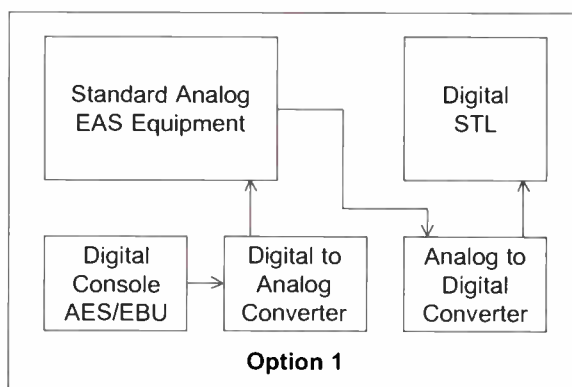 Standard Analog
EAS Equipment
Digital
STL
Digital
Console
AES/EBU
Digital to
Analog
Converter
Analog to
Digital
Converter
Option 1